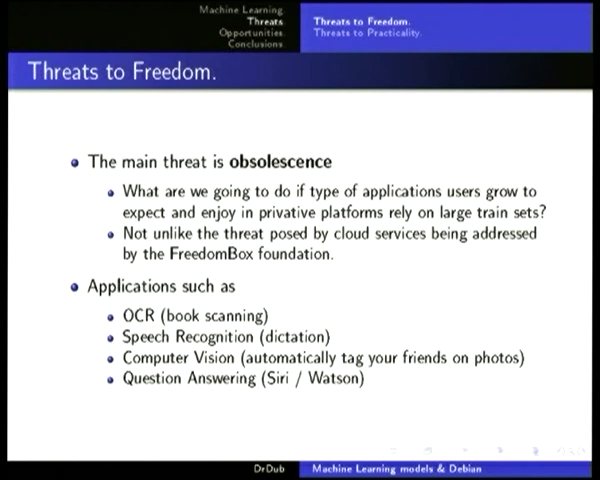 Machine Learning
Threats
Opportunities
Conclusions
Threats to Freedom.
Threats to Practicality.
Threats to Freedom.
The main threat is obsolescence
What are we going to do if type of applications users grow to
expect and enjoy in privative platforms rely on large train sets?
Not unlike the threat posed by cloud services being addressed
by the FreedomBox foundation.
Applications such as
OCR (book scanning)
Speech Recognition (dictation)
Computer Vision (automatically tag your friends on photos)
Question Answering (Siri / Watson)
DrDub
Machine Learning models & Debian